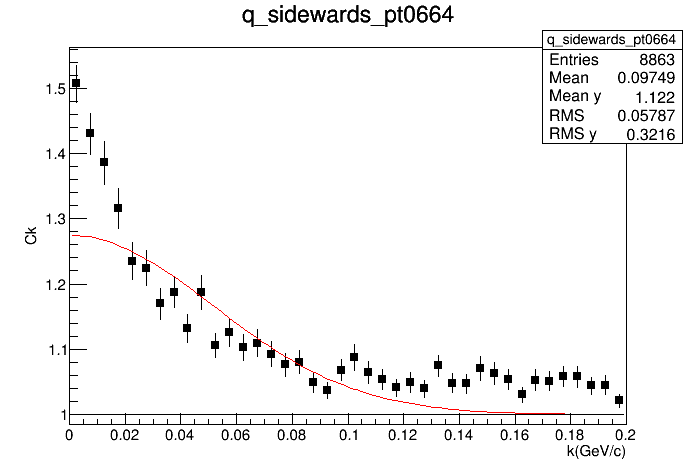 q_sidewards_pt0664
q_sidewards_pt0664
Entries 8863
Mean 0.09749
Mean y 1.122
RMS 0.05787
RMS y 0.3216
Ck
1.5
1.4
1.3
1.2
1.1
1
0 0.02 0.04 0.06 0.08 0.1 0.12 0.14 0.16 0.18 0.2
k(GeV/c)